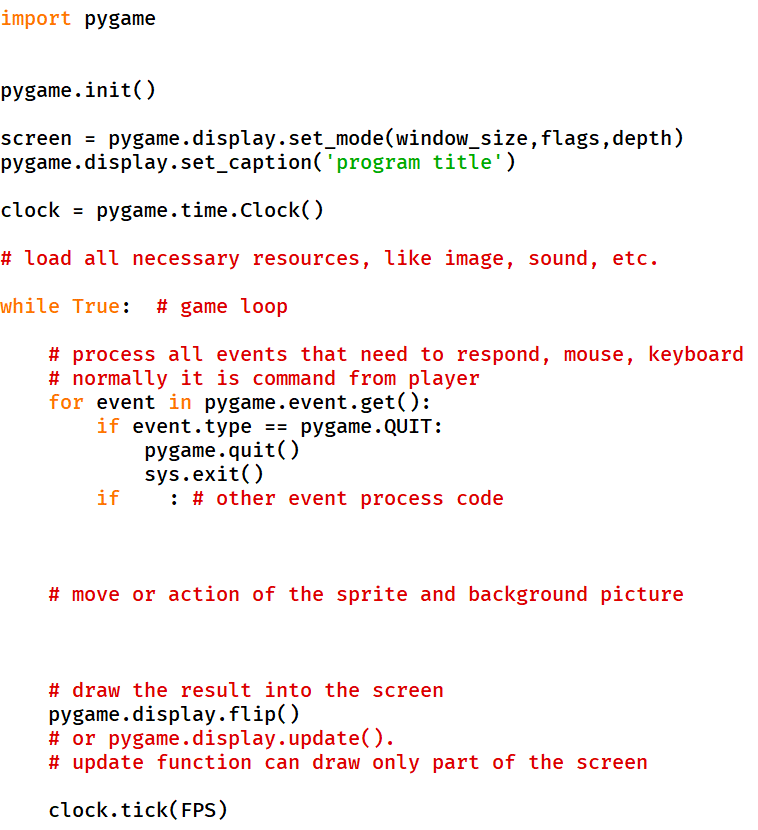 import pygame
pygame.init()
screen = pygame.display.set_mode(window_size,flags,depth)
pygame.display.set_caption('program title')
clock = pygame.time.Clock()
# load all necessary resources, like image, sound, etc.
while True:  # game loop
    # process all events that need to respond, mouse, keyboard
    # normally it is command from player
    for event in pygame.event.get():
        if event.type == pygame.QUIT:
            pygame.quit()
            sys.exit()
        if    : # other event process code
    # move or action of the sprite and background picture
    # draw the result into the screen
    pygame.display.flip()
    # or pygame.display.update().
    # update function can draw only part of the screen
    clock.tick(FPS)